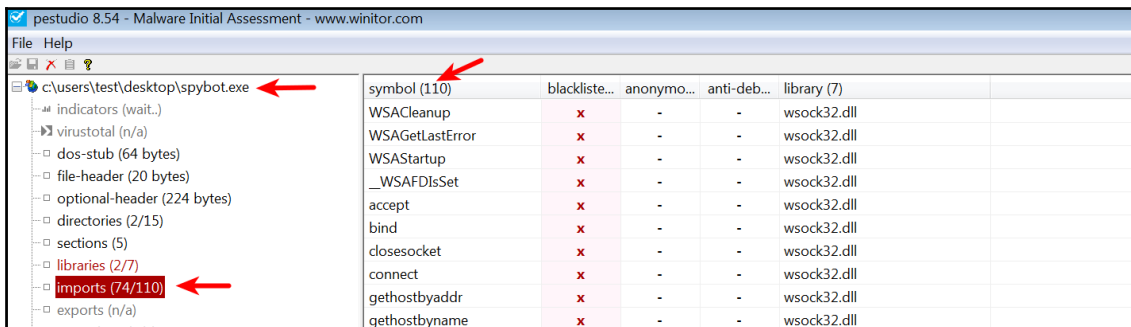 pestudio 8.54 - Malware Initial Assessment - www.winitor.com
File Help
c:\users\test\desktop\spybot.exe
indicators (wait..)
virustotal (n/a)
dos-stub (64 bytes)
file-header (20 bytes)
optional-header (224 bytes)
directories (2/15)
sections (5)
libraries (2/7)
imports (74/110)
exports (n/a)
symbol (110) blackliste... anonymo... anti-deb... library (7)
WSACleanup x - - wsock32.dll
WSAGetLastError x - - wsock32.dll
WSAStartup x - - wsock32.dll
__WSAFDIsSet x - - wsock32.dll
accept x - - wsock32.dll
bind x - - wsock32.dll
closesocket x - - wsock32.dll
connect x - - wsock32.dll
gethostbyaddr x - - wsock32.dll
gethostbyname x - - wsock32.dll